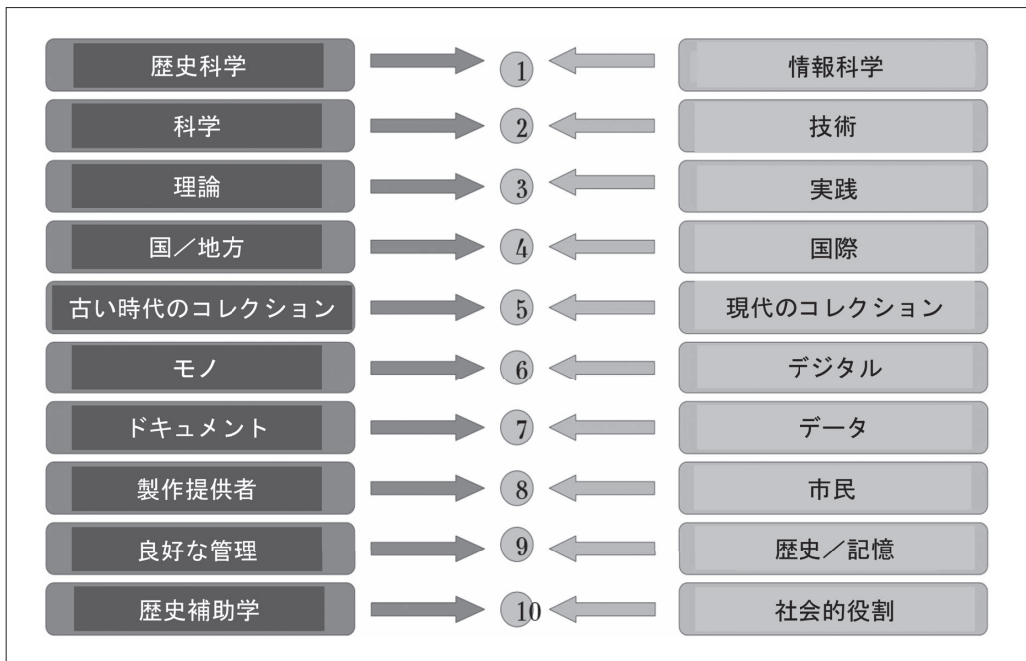 歴史科学 1 情報科学
科学 2 技術
理論 3 実践
国／地方 4 国際
古い時代のコレクション 5 現代のコレクション
モノ 6 デジタル
ドキュメント 7 データ
製作提供者 8 市民
良好な管理 9 歴史／記憶
歴史補助学 10 社会的役割